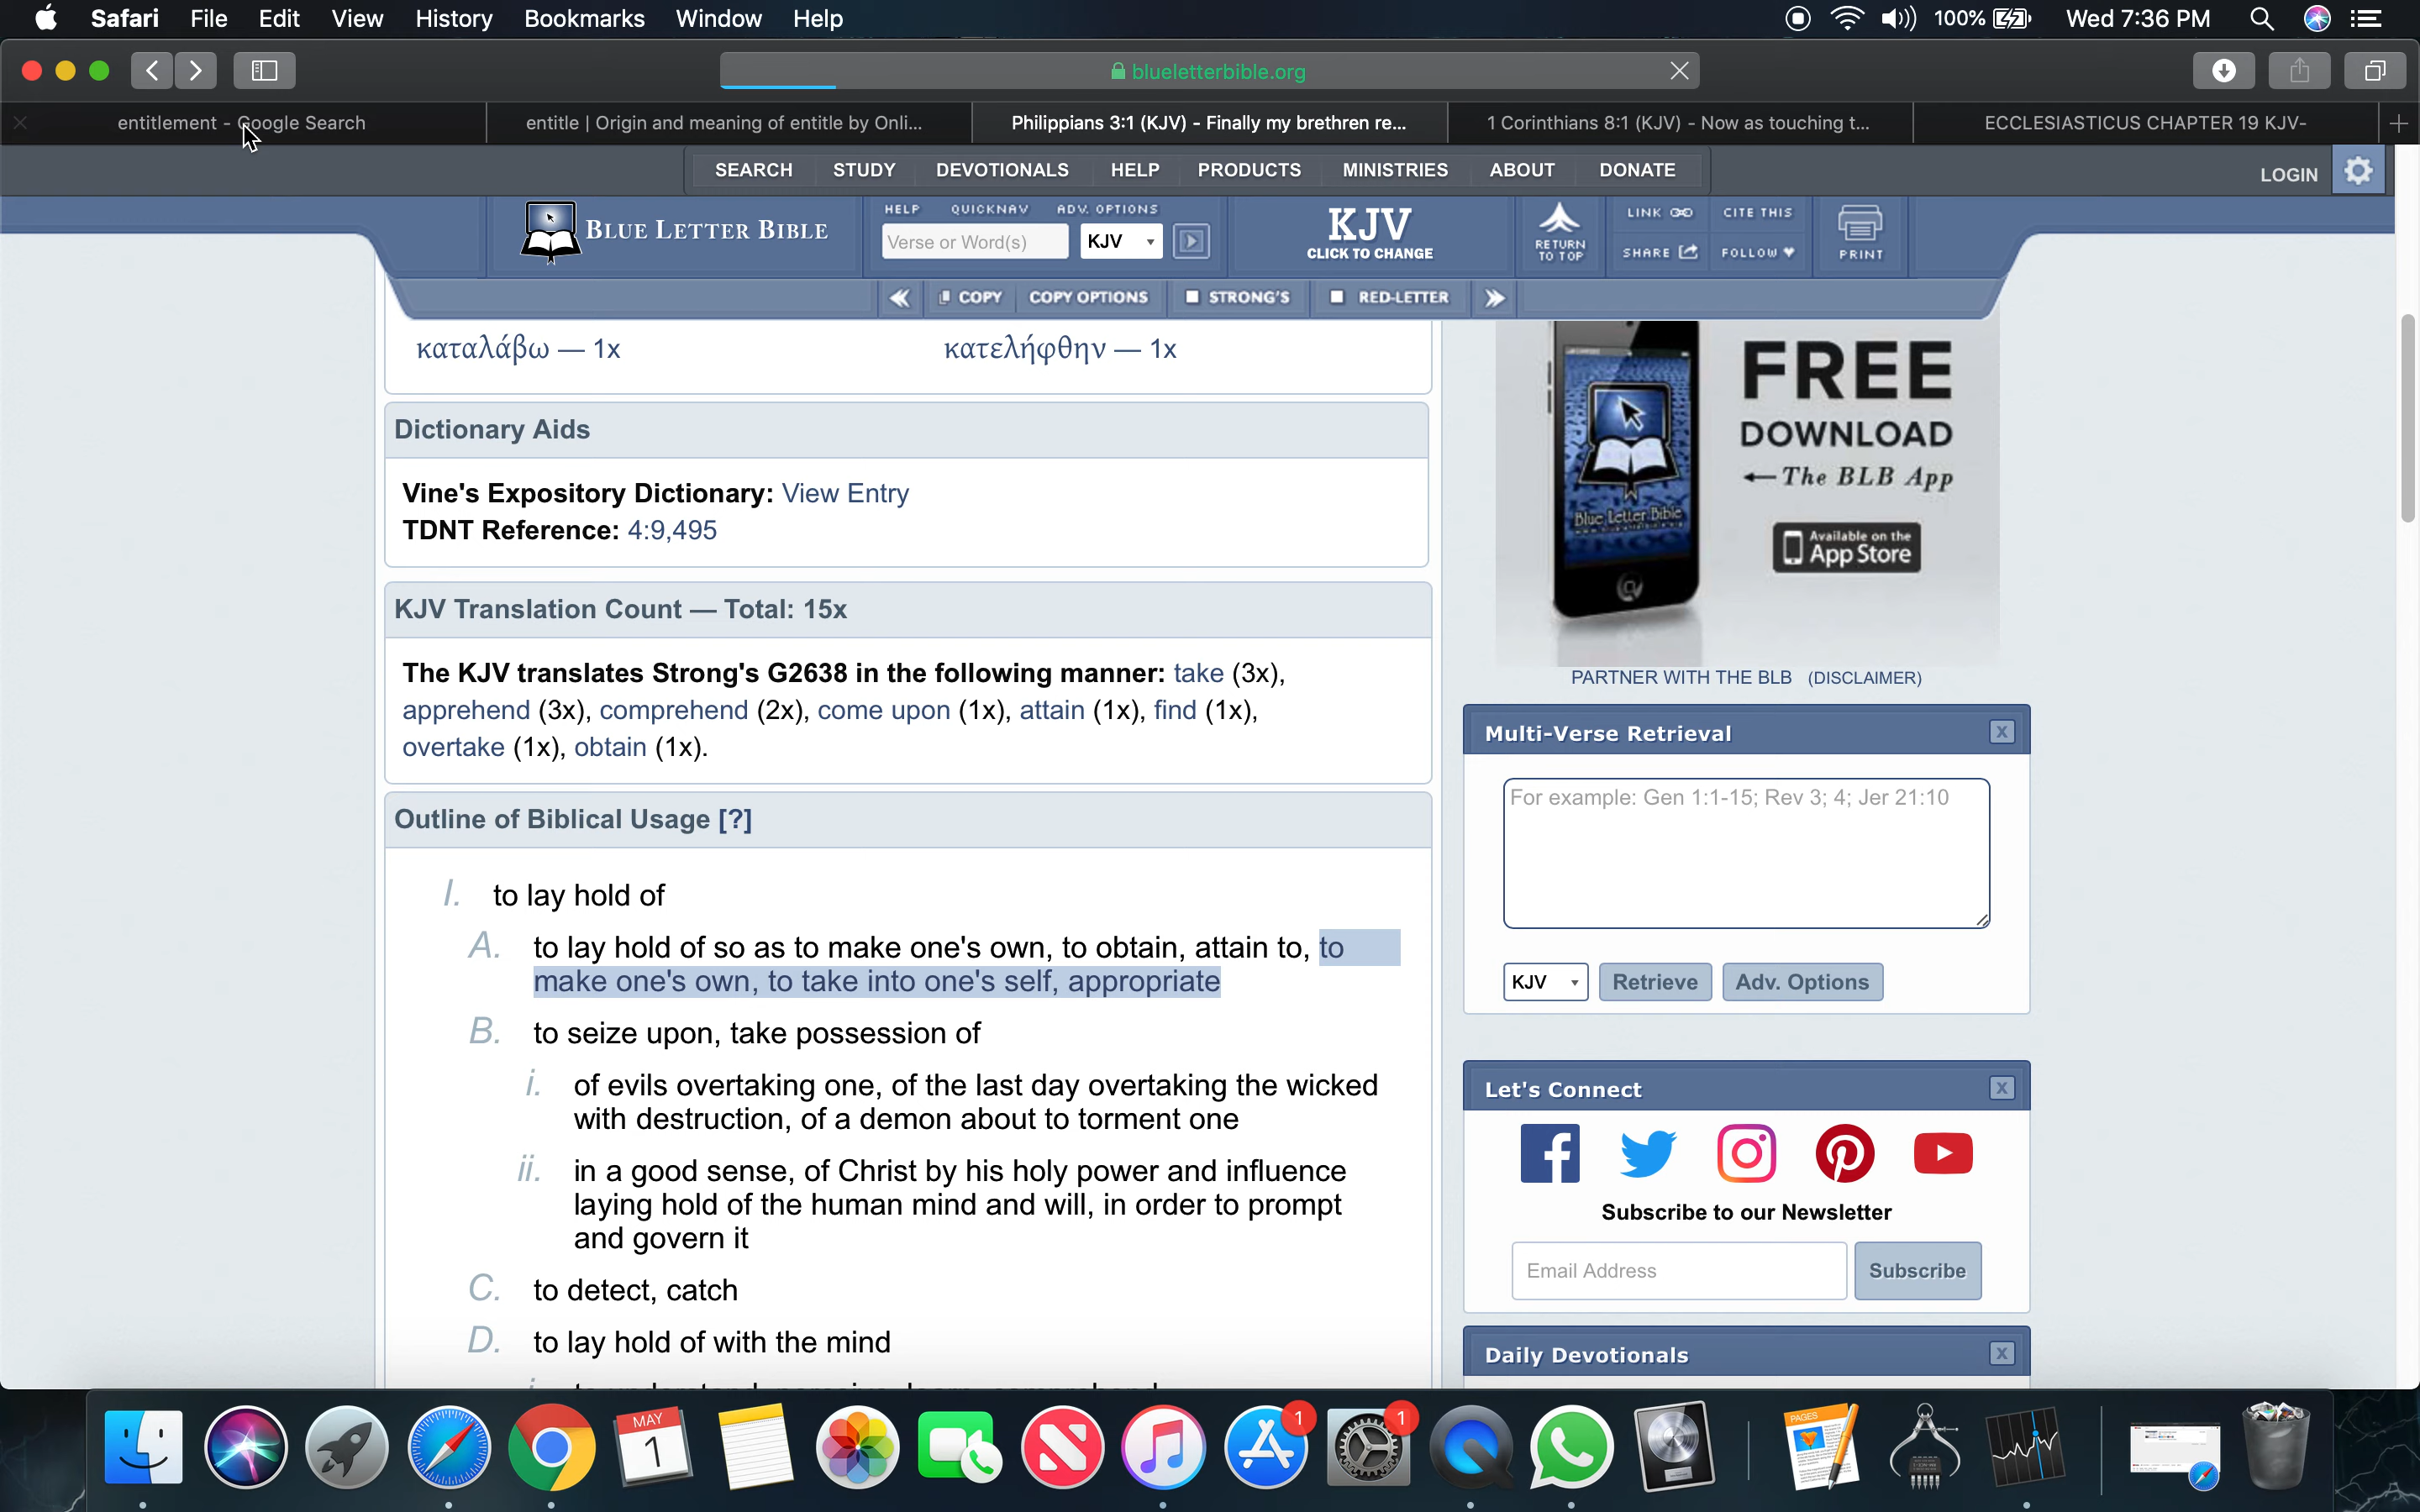 Safari File Edit View History Bookmarks Window Help 100% Wed 7:36 PM
blueletterbible.org
entitlement - Google Search
entitle | Origin and meaning of entitle by Onli...
Philippians 3:1 (KJV) - Finally my brethren re...
1 Corinthians 8:1 (KJV) - Now as touching t...
ECCLESIASTICUS CHAPTER 19 KJV-
SEARCH STUDY DEVOTIONALS HELP PRODUCTS MINISTRIES ABOUT DONATE
LOGIN
BLUE LETTER BIBLE
HELP QUICKNAV ADV. OPTIONS
Verse or Word(s) KJV
KJV
CLICK TO CHANGE
RETURN
TO TOP
LINK CITE THIS
SHARE FOLLOW
PRINT
COPY COPY OPTIONS STRONG'S RED-LETTER
καταλάβω — 1x κατελήφθην — 1x
Dictionary Aids
Vine's Expository Dictionary: View Entry
TDNT Reference: 4:9,495
KJV Translation Count — Total: 15x
The KJV translates Strong's G2638 in the following manner: take (3x),
apprehend (3x), comprehend (2x), come upon (1x), attain (1x), find (1x),
overtake (1x), obtain (1x).
Outline of Biblical Usage [?]
I. to lay hold of
A. to lay hold of so as to make one's own, to obtain, attain to, to
make one's own, to take into one's self, appropriate
B. to seize upon, take possession of
i. of evils overtaking one, of the last day overtaking the wicked
with destruction, of a demon about to torment one
ii. in a good sense, of Christ by his holy power and influence
laying hold of the human mind and will, in order to prompt
and govern it
C. to detect, catch
D. to lay hold of with the mind
FREE
DOWNLOAD
The BLB App
Blue Letter Bible
Available on the
App Store
PARTNER WITH THE BLB (DISCLAIMER)
Multi-Verse Retrieval
For example: Gen 1:1-15; Rev 3; 4; Jer 21:10
KJV Retrieve Adv. Options
Let's Connect
Subscribe to our Newsletter
Email Address Subscribe
Daily Devotionals
MAY
1
1
1
PAGES